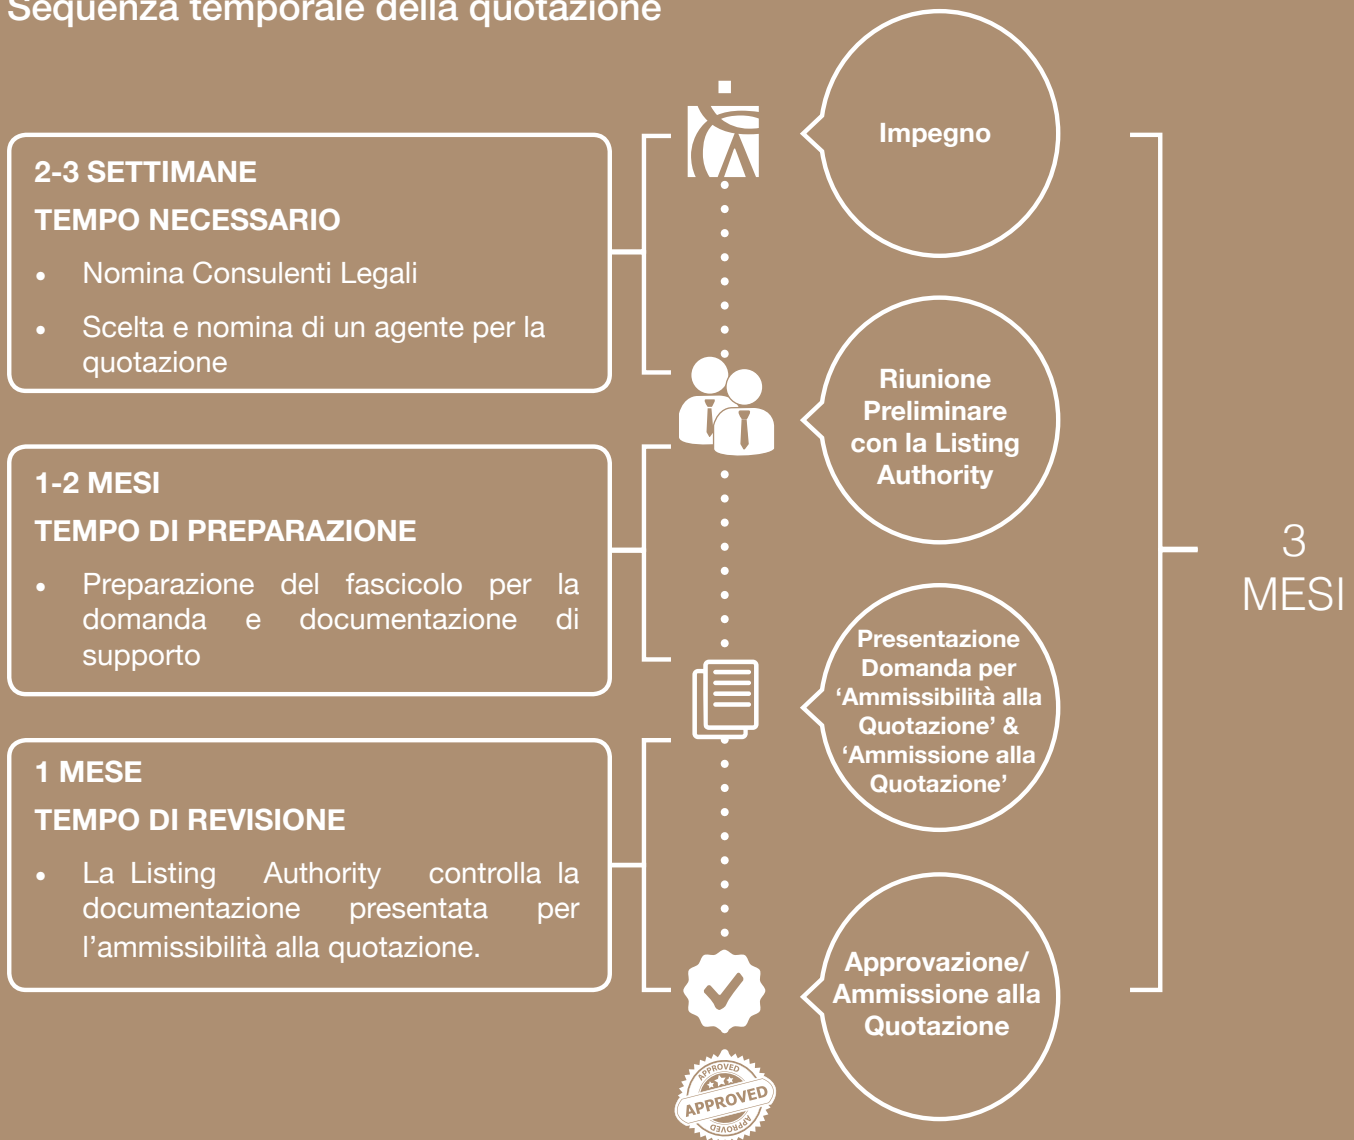 Sequenza temporale della quotazione
2-3 SETTIMANE
TEMPO NECESSARIO
• Nomina Consulenti Legali
• Scelta e nomina di un agente per la
quotazione
1-2 MESI
TEMPO DI PREPARAZIONE
• Preparazione del fascicolo per la
domanda e documentazione di
supporto
1 MESE
TEMPO DI REVISIONE
• La Listing Authority controlla la
documentazione presentata per
l’ammissibilità alla quotazione.
Impegno
Riunione
Preliminare
con la Listing
Authority
Presentazione
Domanda per
‘Ammissibilità alla
Quotazione’ &
‘Ammissione alla
Quotazione’
Approvazione/
Ammissione alla
Quotazione
3
MESI
APPROVED
APPROVED
APPROVED